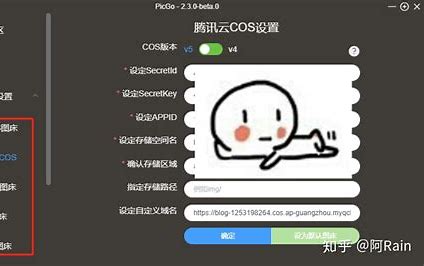 PicGo - 2.3.0-beta.0
区
腾讯云COS设置
COS版本 v5 v4 ?
* 设定SecretId
* 设定SecretKey
设置
* 设定APPID
图床
* 设定存储空间名
COS
* 确认存储区域
图床
指定存储路径 例如img/
设定自定义域名 https://blog-1253198264.cos.ap-guangzhou.myqcl
确定 设为默认图床
图床
知乎 @阿Rain